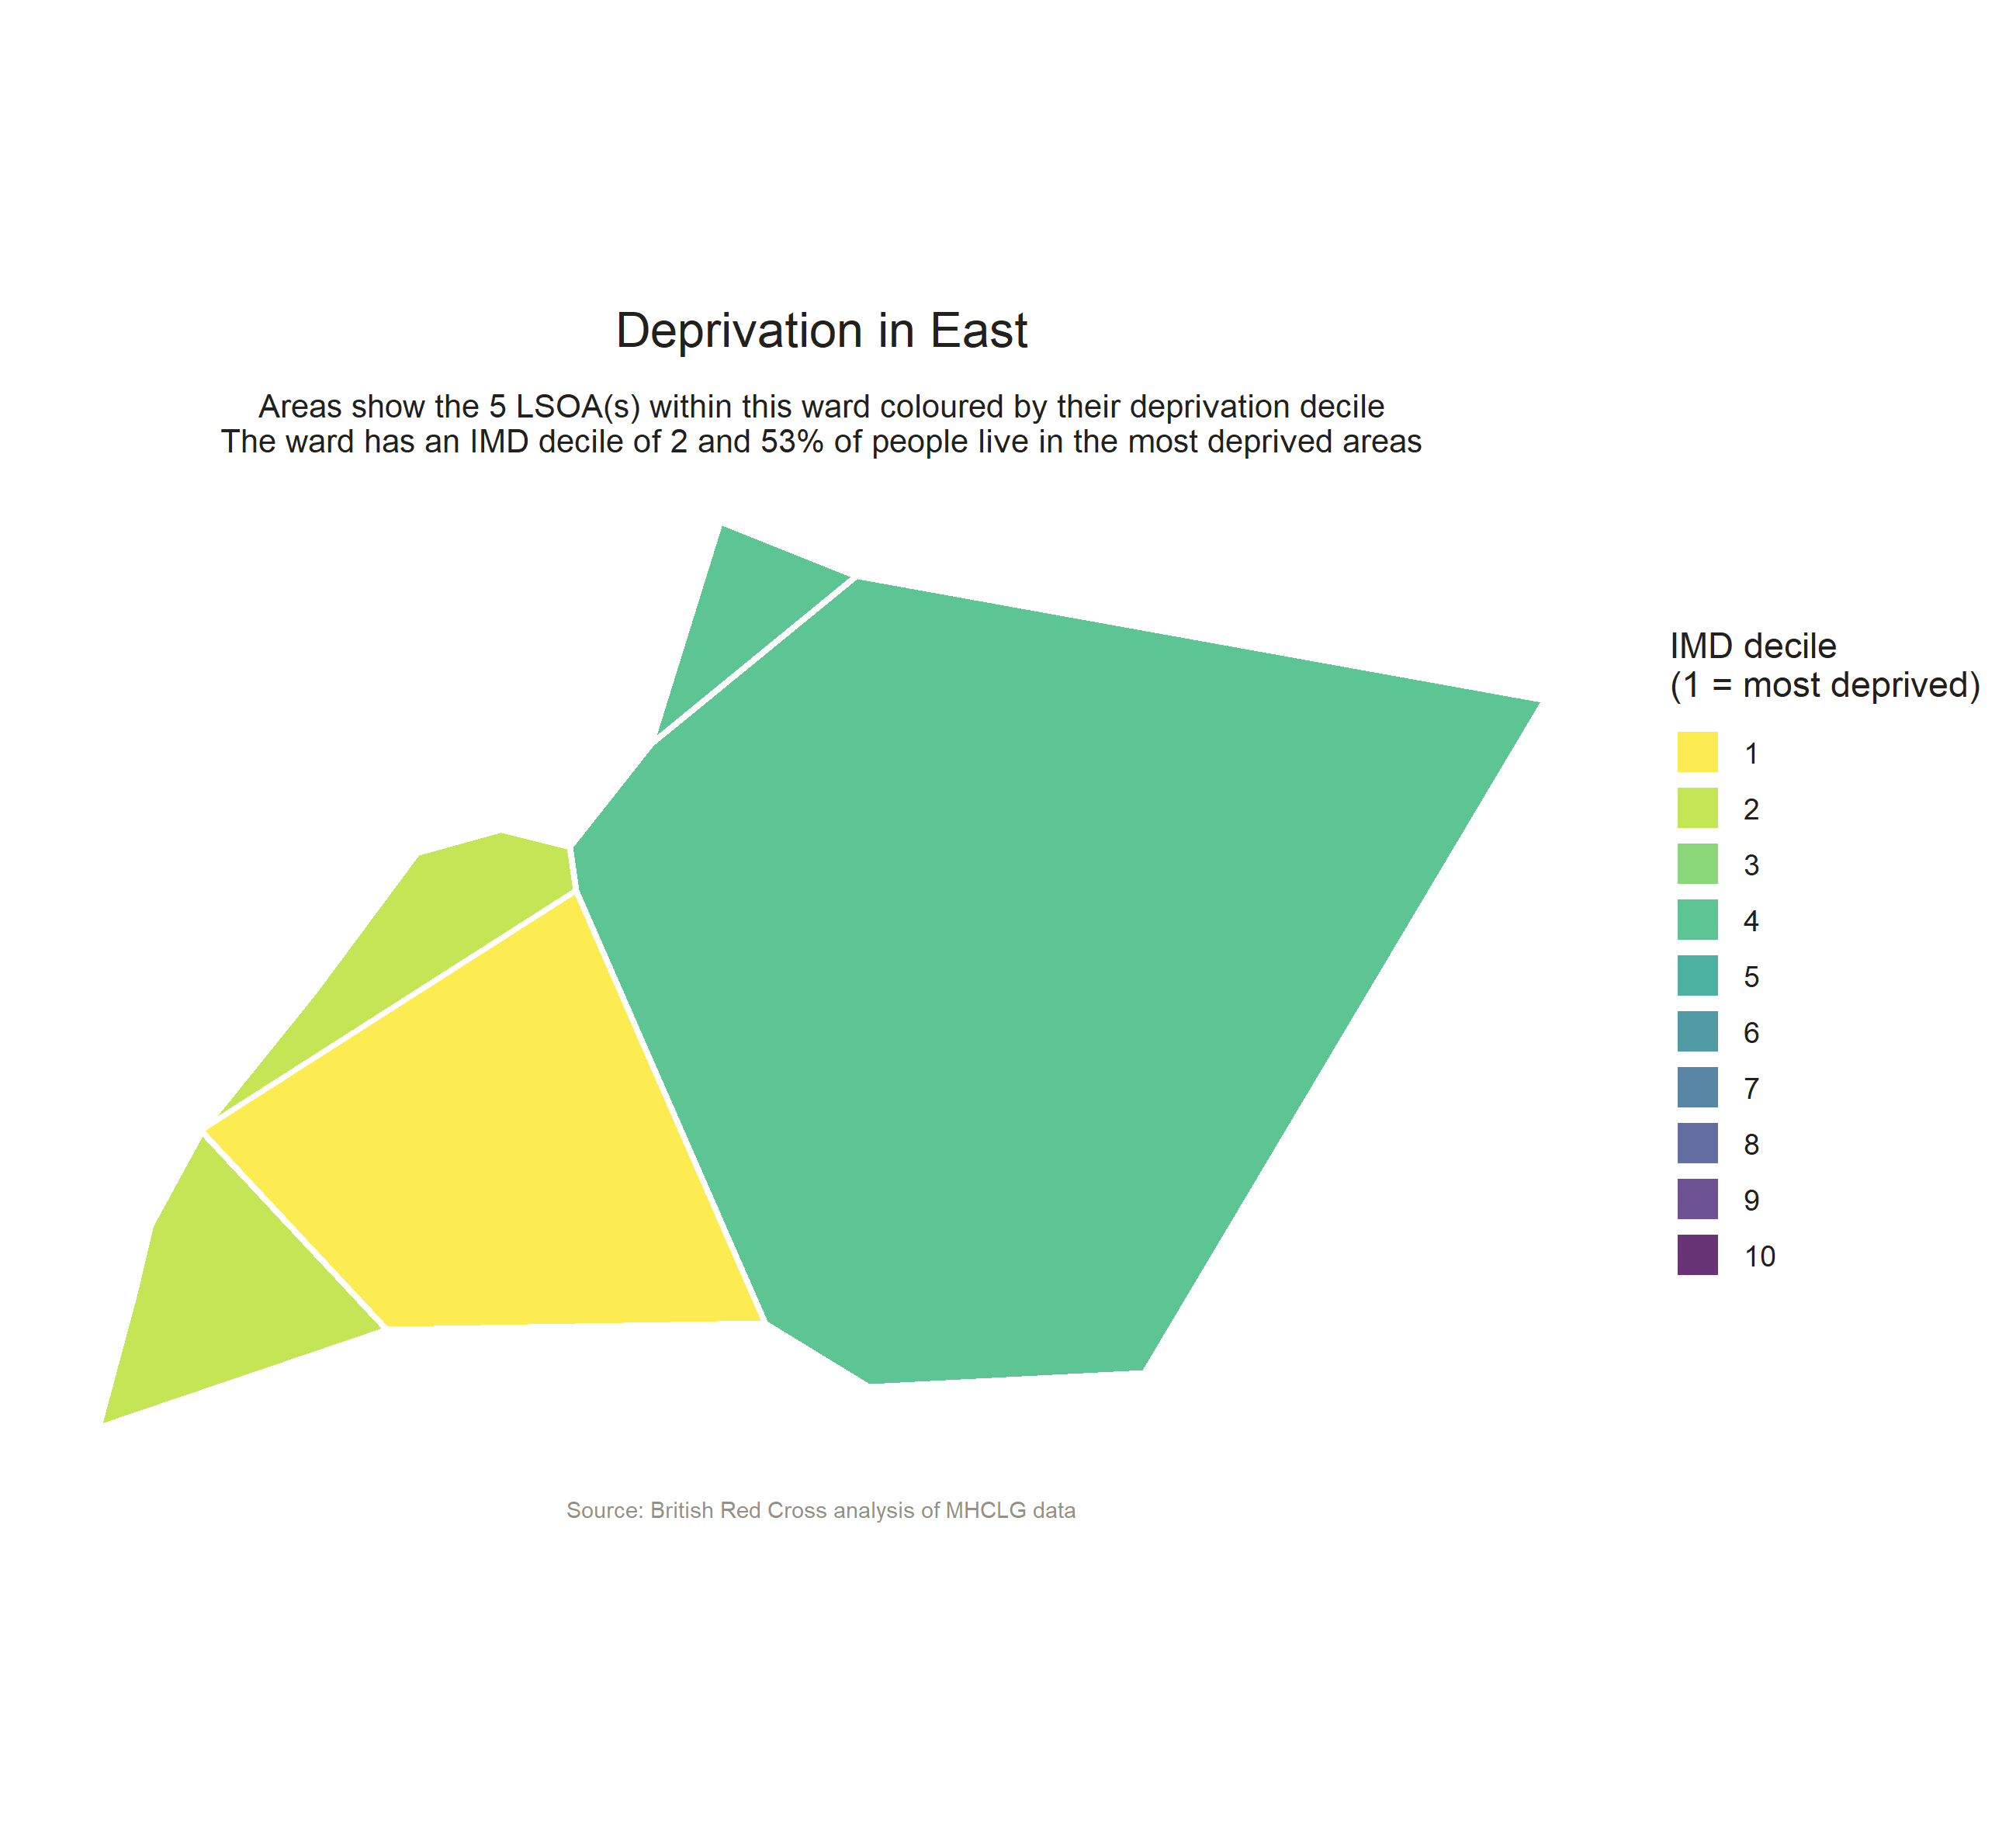 Deprivation in East
Areas show the 5 LSOA(s) within this ward coloured by their deprivation decile
The ward has an IMD decile of 2 and 53% of people live in the most deprived areas
IMD decile
(1 = most deprived)
1
2
3
4
5
6
7
8
9
10
Source: British Red Cross analysis of MHCLG data